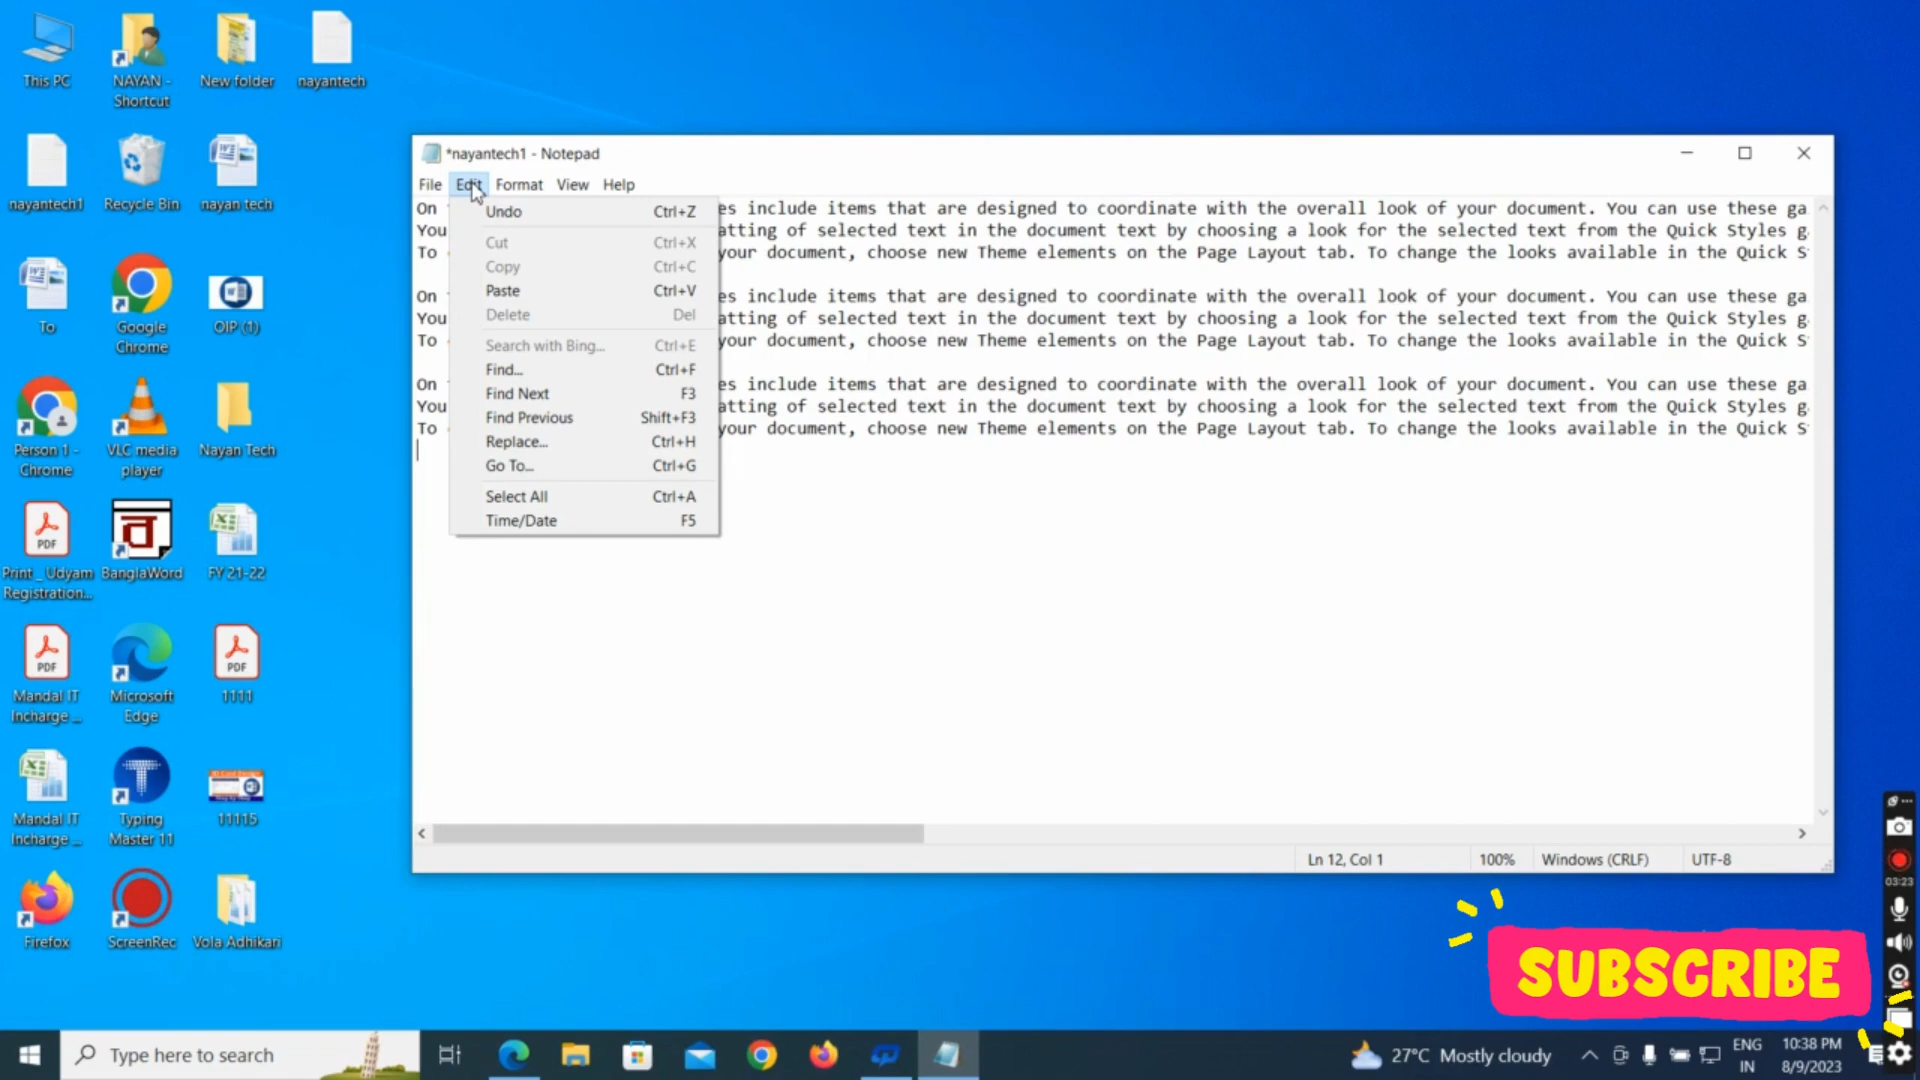 This PC
NAYAN - Shortcut
New folder
nayantech
nayantech1
Recycle Bin
nayan tech
To
Google Chrome
OIP (1)
Person 1 - Chrome
VLC media player
Nayan Tech
PDF
Print _ Udyam Registration...
BanglaWord
FY 21-22
PDF
Mandal IT Incharge ...
Microsoft Edge
PDF
1111
Mandal IT Incharge ...
Typing Master 11
11115
Firefox
ScreenRec
Vola Adhikari
*nayantech1 - Notepad
File Edit Format View Help
Undo Ctrl+Z
Cut Ctrl+X
Copy Ctrl+C
Paste Ctrl+V
Delete Del
Search with Bing... Ctrl+E
Find... Ctrl+F
Find Next F3
Find Previous Shift+F3
Replace... Ctrl+H
Go To... Ctrl+G
Select All Ctrl+A
Time/Date F5
On es include items that are designed to coordinate with the overall look of your document. You can use these ga
You atting of selected text in the document text by choosing a look for the selected text from the Quick Styles g
To your document, choose new Theme elements on the Page Layout tab. To change the looks available in the Quick S
On es include items that are designed to coordinate with the overall look of your document. You can use these ga
You atting of selected text in the document text by choosing a look for the selected text from the Quick Styles g
To your document, choose new Theme elements on the Page Layout tab. To change the looks available in the Quick S
On es include items that are designed to coordinate with the overall look of your document. You can use these ga
You atting of selected text in the document text by choosing a look for the selected text from the Quick Styles g
To your document, choose new Theme elements on the Page Layout tab. To change the looks available in the Quick S
Ln 12, Col 1 100% Windows (CRLF) UTF-8
03:23
SUBSCRIBE
Type here to search
27°C Mostly cloudy
ENG
IN
10:38 PM
8/9/2023